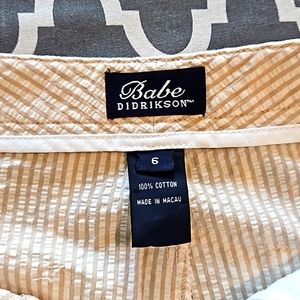 Babe
DIDRIKSON™
6
100% COTTON
MADE IN MACAU